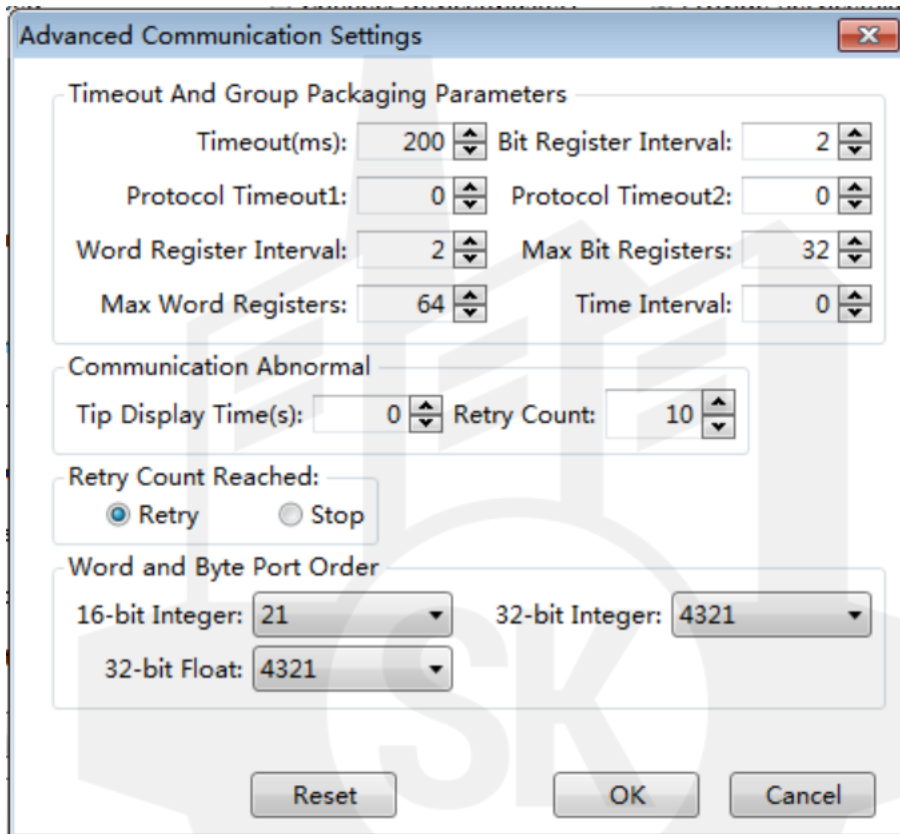 Advanced Communication Settings
Timeout And Group Packaging Parameters
Timeout(ms): 200 Bit Register Interval: 2
Protocol Timeout1: 0 Protocol Timeout2: 0
Word Register Interval: 2 Max Bit Registers: 32
Max Word Registers: 64 Time Interval: 0
Communication Abnormal
Tip Display Time(s): 0 Retry Count: 10
Retry Count Reached:
Retry Stop
Word and Byte Port Order
16-bit Integer: 21 32-bit Integer: 4321
32-bit Float: 4321
SK
Reset OK Cancel